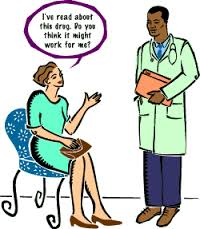 I've read about
this drug. Do you
think it might
work for me?